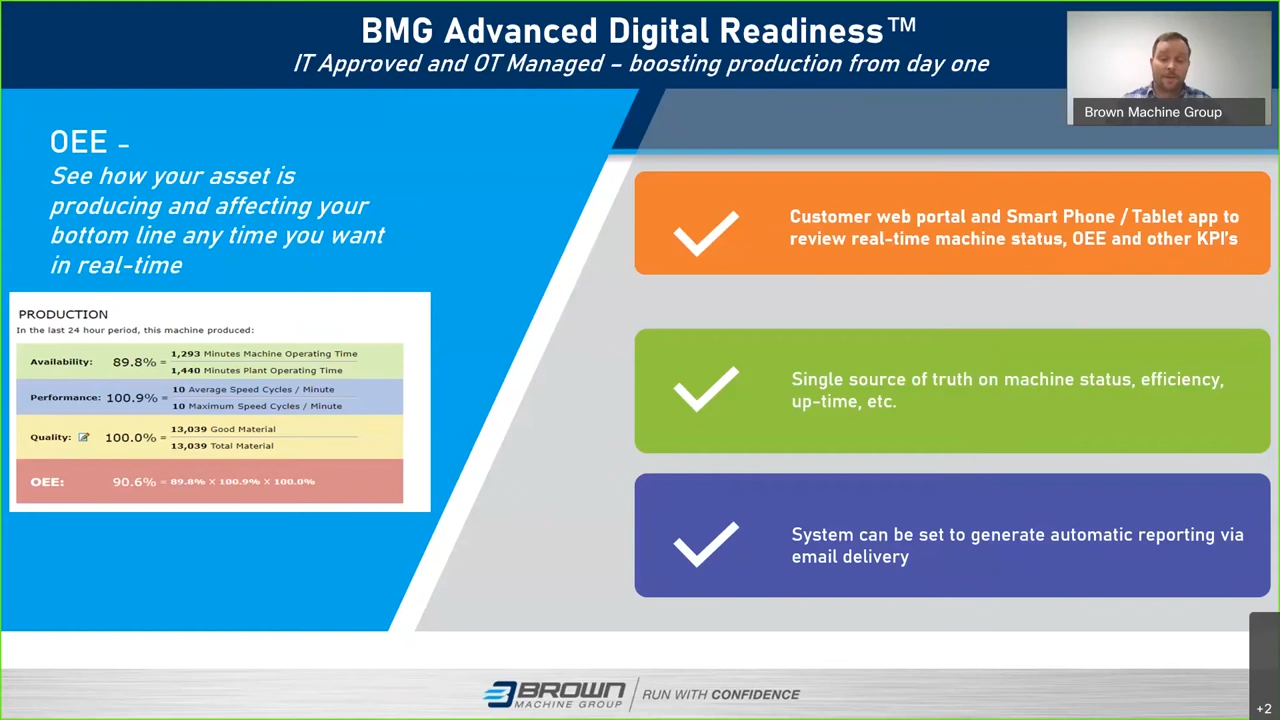 BMG Advanced Digital Readiness™
IT Approved and OT Managed – boosting production from day one
Brown Machine Group
OEE -
See how your asset is
producing and affecting your
bottom line any time you want
in real-time
PRODUCTION
In the last 24 hour period, this machine produced:
Availability: 89.8% = 1,293 Minutes Machine Operating Time
1,440 Minutes Plant Operating Time
Performance: 100.9% = 10 Average Speed Cycles / Minute
10 Maximum Speed Cycles / Minute
Quality: 100.0% = 13,039 Good Material
13,039 Total Material
OEE: 90.6% = 89.8% X 100.9% X 100.0%
Customer web portal and Smart Phone / Tablet app to
review real-time machine status, OEE and other KPI's
Single source of truth on machine status, efficiency,
up-time, etc.
System can be set to generate automatic reporting via
email delivery
BROWN
MACHINE GROUP
RUN WITH CONFIDENCE
+2